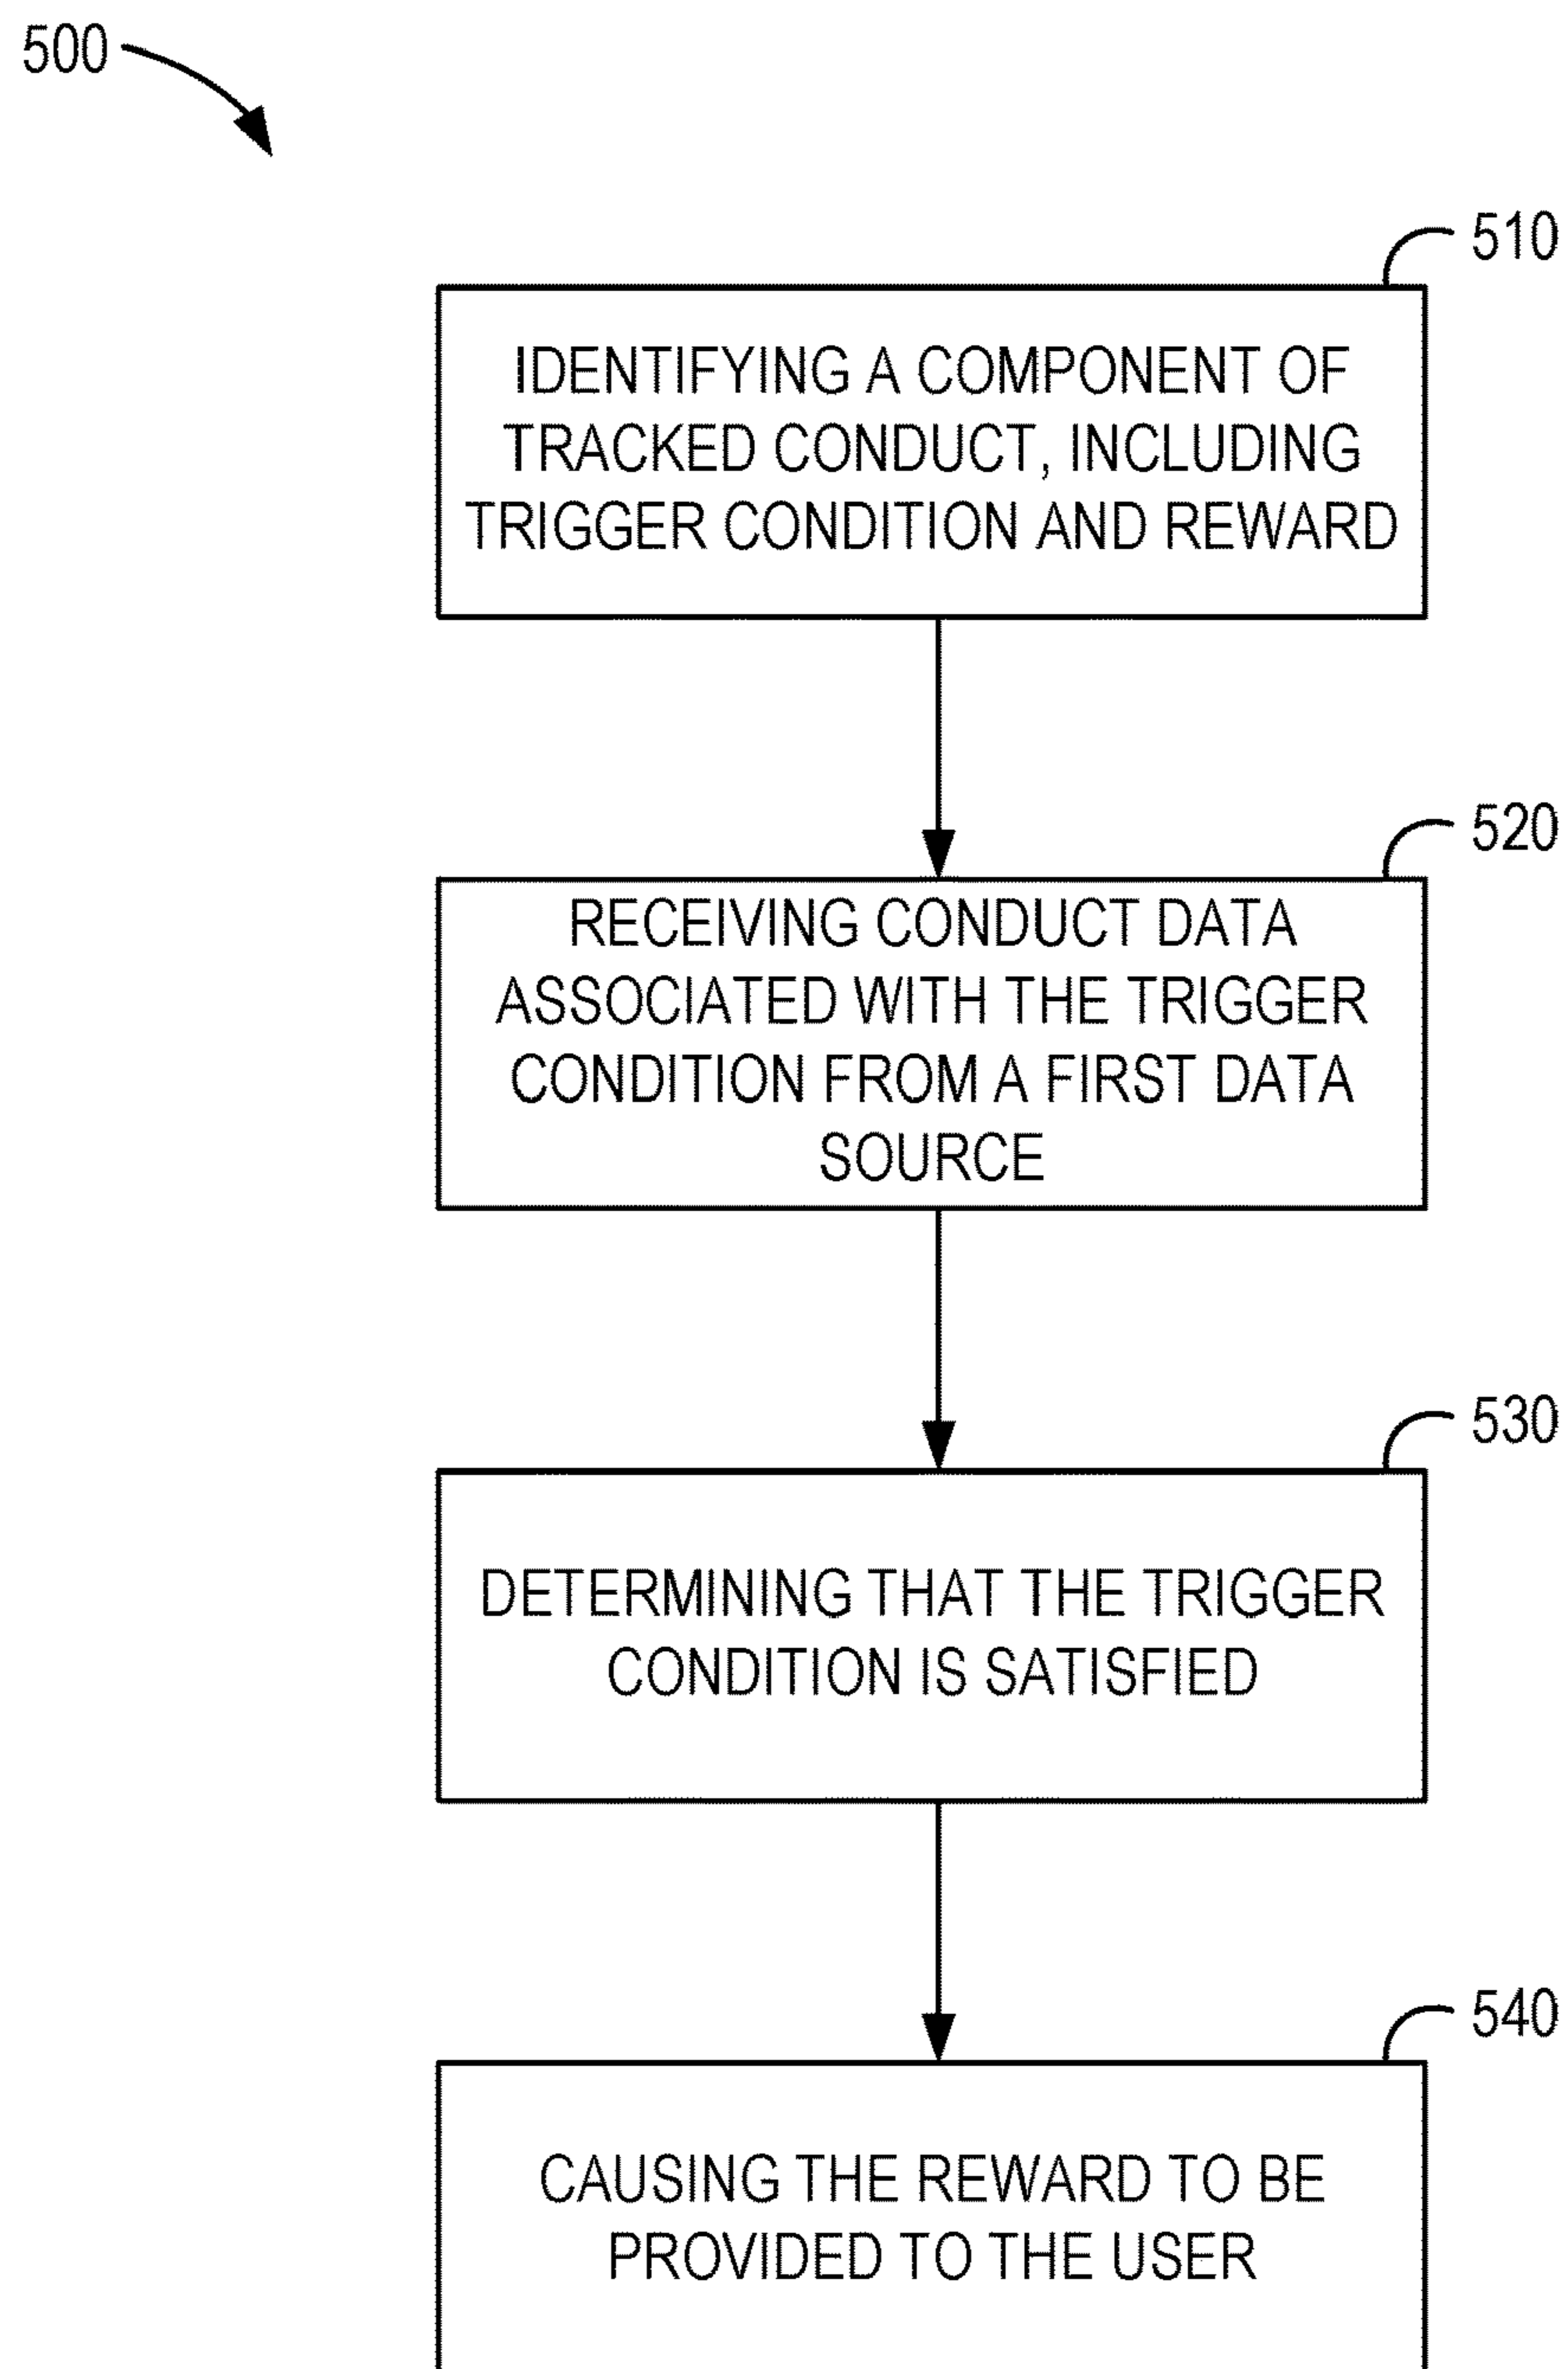 500
510
IDENTIFYING A COMPONENT OF
TRACKED CONDUCT, INCLUDING
TRIGGER CONDITION AND REWARD
520
RECEIVING CONDUCT DATA
ASSOCIATED WITH THE TRIGGER
CONDITION FROM A FIRST DATA
SOURCE
530
DETERMINING THAT THE TRIGGER
CONDITION IS SATISFIED
540
CAUSING THE REWARD TO BE
PROVIDED TO THE USER